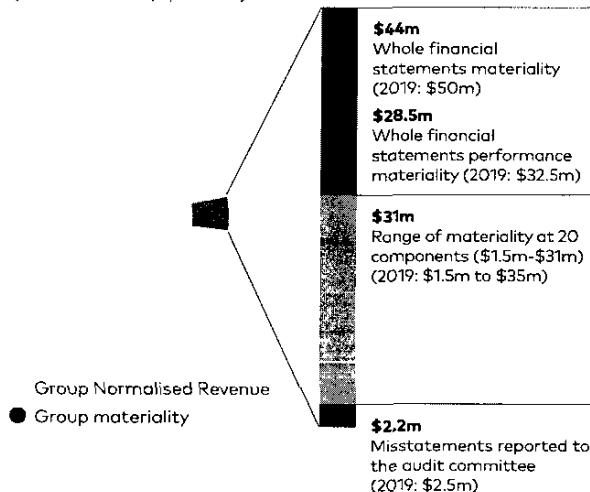 $44m
Whole financial
statements materiality
(2019: $50m)
$28.5m
Whole financial
statements performance
materiality (2019: $32.5m)
$31m
Range of materiality at 20
components ($1.5m-$31m)
(2019: $1.5m to $35m)
Group Normalised Revenue
Group materiality
$2.2m
Misstatements reported to
the audit committee
(2019: $2.5m)